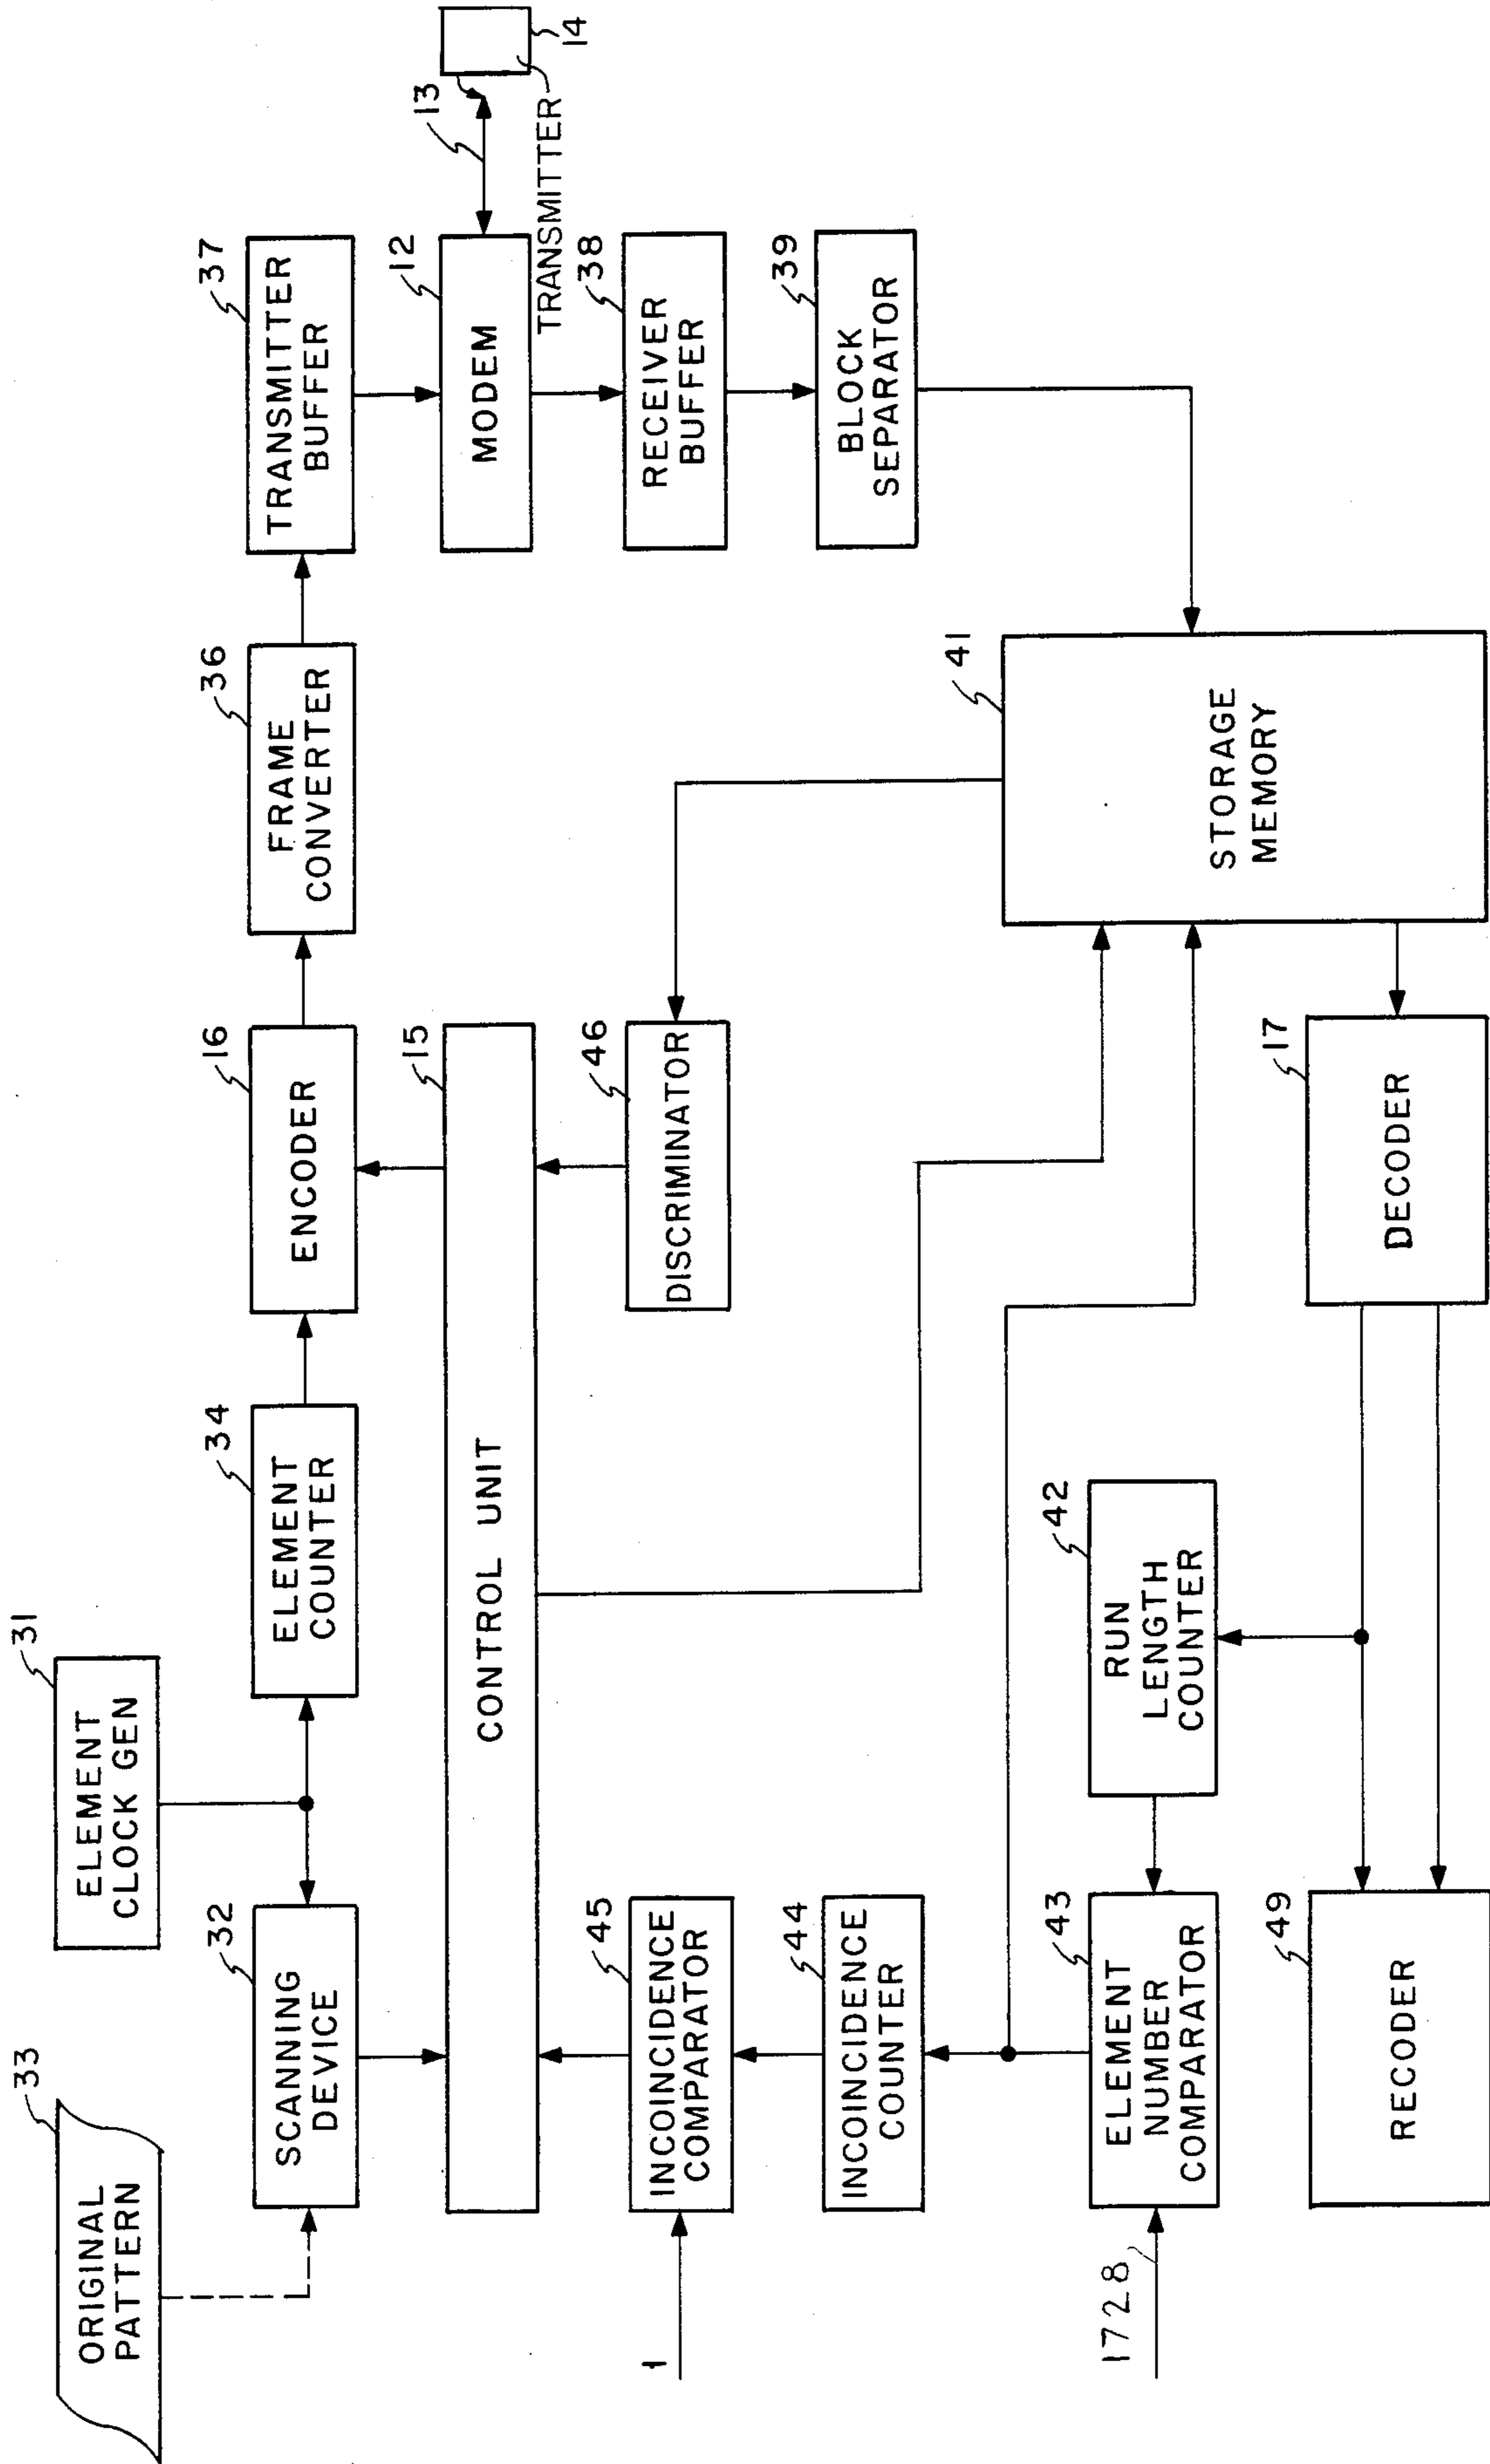 33
ORIGINAL
PATTERN
31
ELEMENT
CLOCK GEN
32
SCANNING
DEVICE
34
ELEMENT
COUNTER
16
ENCODER
36
FRAME
CONVERTER
37
TRANSMITTER
BUFFER
15
CONTROL UNIT
12
MODEM
13
14
TRANSMITTER
1
45
INCOINCIDENCE
COMPARATOR
46
DISCRIMINATOR
38
RECEIVER
BUFFER
44
INCOINCIDENCE
COUNTER
39
BLOCK
SEPARATOR
1728
43
ELEMENT
NUMBER
COMPARATOR
42
RUN
LENGTH
COUNTER
41
STORAGE
MEMORY
49
RECODER
17
DECODER